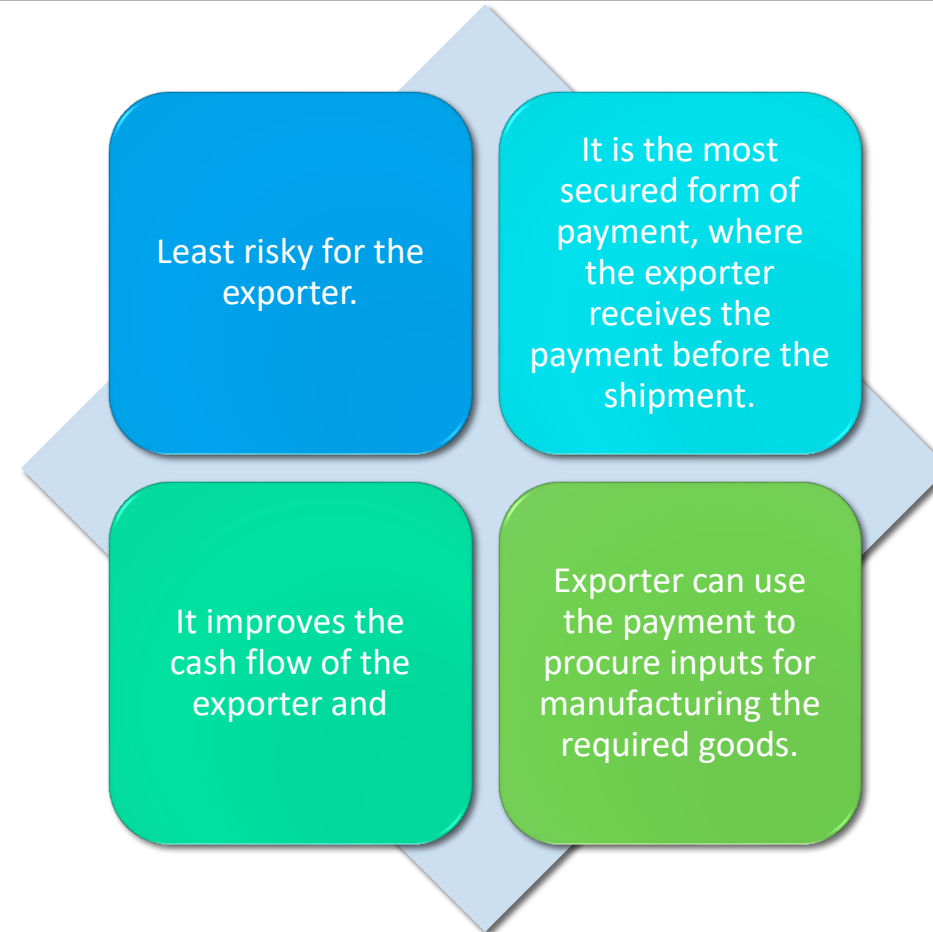 Least risky for the
exporter.
It is the most
secured form of
payment, where
the exporter
receives the
payment before the
shipment.
It improves the
cash flow of the
exporter and
Exporter can use
the payment to
procure inputs for
manufacturing the
required goods.